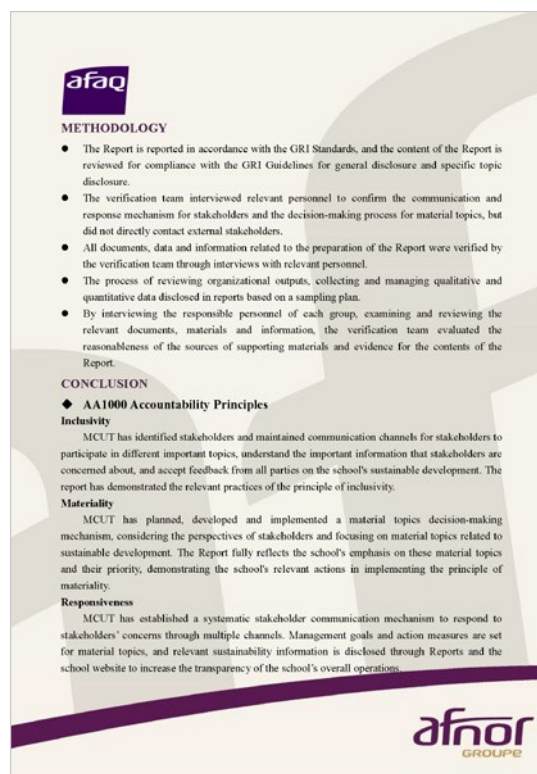 afaq
METHODOLOGY
● The Report is reported in accordance with the GRI Standards, and the content of the Report is
reviewed for compliance with the GRI Guidelines for general disclosure and specific topic
disclosure.
● The verification team interviewed relevant personnel to confirm the communication and
response mechanism for stakeholders and the decision-making process for material topics, but
did not directly contact external stakeholders.
● All documents, data and information related to the preparation of the Report were verified by
the verification team through interviews with relevant personnel.
● The process of reviewing organizational outputs, collecting and managing qualitative and
quantitative data disclosed in reports based on a sampling plan.
● By interviewing the responsible personnel of each group, examining and reviewing the
relevant documents, materials and information, the verification team evaluated the
reasonableness of the sources of supporting materials and evidence for the contents of the
Report.
CONCLUSION
◆ AA1000 Accountability Principles
Inclusivity
MCUT has identified stakeholders and maintained communication channels for stakeholders to
participate in different important topics, understand the important information that stakeholders are
concerned about, and accept feedback from all parties on the school's sustainable development. The
report has demonstrated the relevant practices of the principle of inclusivity.
Materiality
MCUT has planned, developed and implemented a material topics decision-making
mechanism, considering the perspectives of stakeholders and focusing on material topics related to
sustainable development. The Report fully reflects the school's emphasis on these material topics
and their priority, demonstrating the school's relevant actions in implementing the principle of
materiality.
Responsiveness
MCUT has established a systematic stakeholder communication mechanism to respond to
stakeholders' concerns through multiple channels. Management goals and action measures are set
for material topics, and relevant sustainability information is disclosed through Reports and the
school website to increase the transparency of the school's overall operations.
afnor
GROUPE